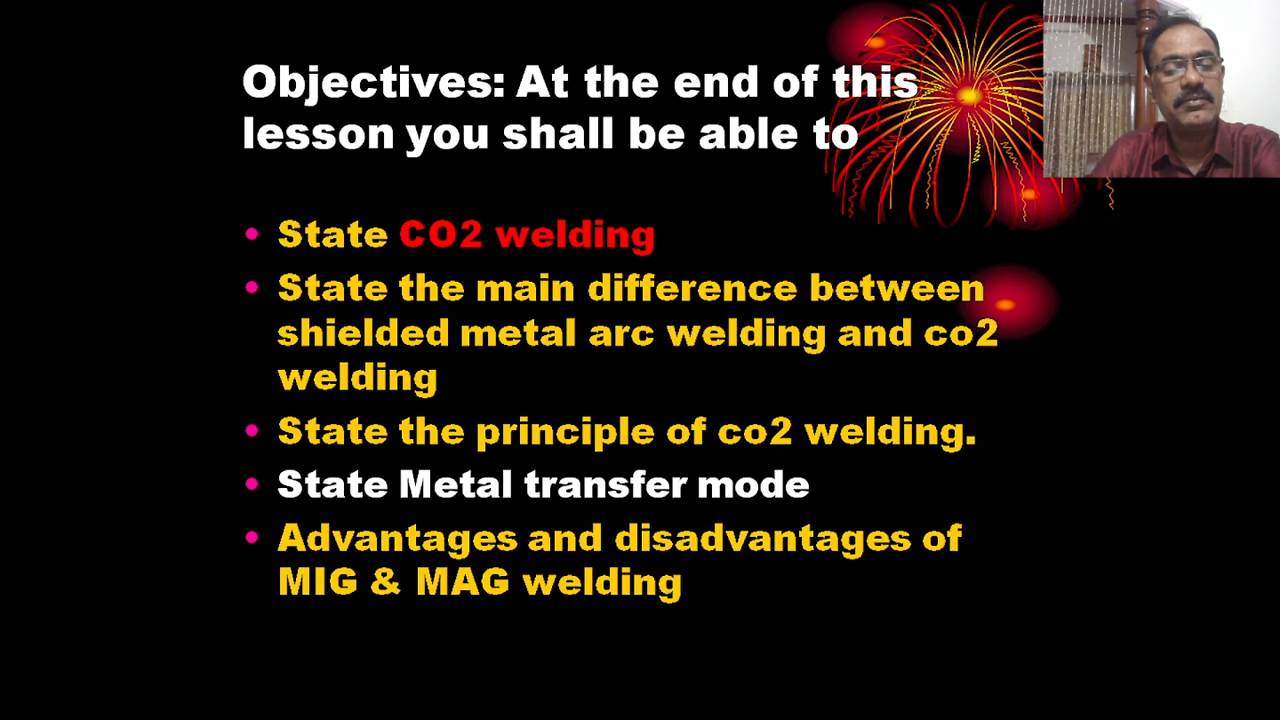 Objectives: At the end of this
lesson you shall be able to
• State CO2 welding
• State the main difference between
shielded metal arc welding and co2
welding
• State the principle of co2 welding.
• State Metal transfer mode
• Advantages and disadvantages of
MIG & MAG welding